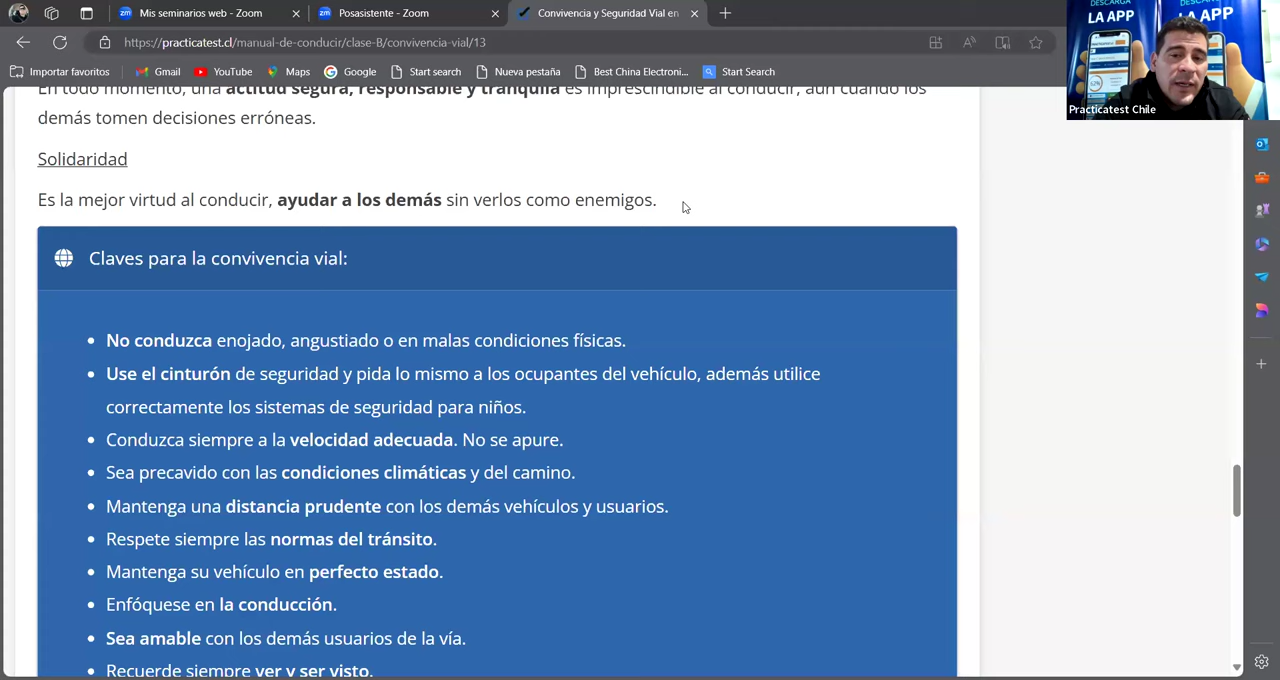 Mis seminarios web - Zoom
Posasistente - Zoom
Convivencia y Seguridad Vial en
https://practicatest.cl/manual-de-conducir/clase-B/convivencia-vial/13
Importar favoritos
Gmail
YouTube
Maps
Google
Start search
Nueva pestaña
Best China Electroni...
Start Search
DESCARGA
LA APP
LA APP
Practicatest Chile
En todo momento, una actitud segura, responsable y tranquila es imprescindible al conducir, aun cuando los
demás tomen decisiones erróneas.
Solidaridad
Es la mejor virtud al conducir, ayudar a los demás sin verlos como enemigos.
Claves para la convivencia vial:
No conduzca enojado, angustiado o en malas condiciones físicas.
Use el cinturón de seguridad y pida lo mismo a los ocupantes del vehículo, además utilice
correctamente los sistemas de seguridad para niños.
Conduzca siempre a la velocidad adecuada. No se apure.
Sea precavido con las condiciones climáticas y del camino.
Mantenga una distancia prudente con los demás vehículos y usuarios.
Respete siempre las normas del tránsito.
Mantenga su vehículo en perfecto estado.
Enfóquese en la conducción.
Sea amable con los demás usuarios de la vía.
Recuerde siempre ver y ser visto.